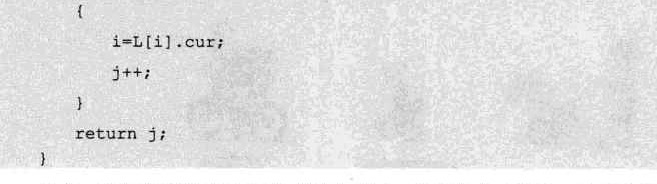 {
i=L[i].cur;
j++;
}
return j;
}